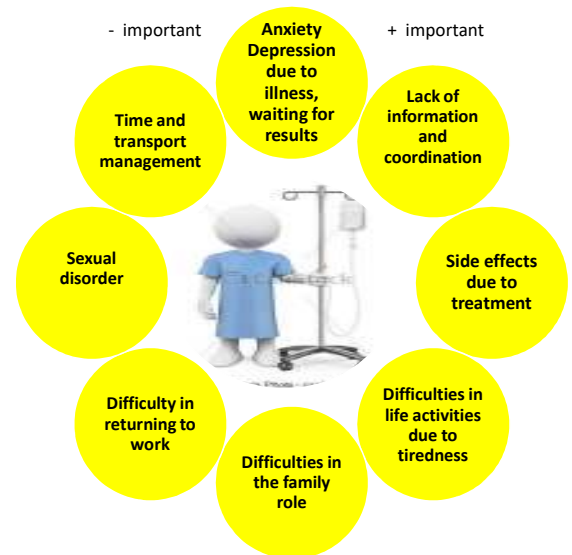 - important
+ important
Anxiety
Depression
due to
illness,
waiting for
results
Lack of
information
and
coordination
Side effects
due to
treatment
Difficulties in
life activities
due to
tiredness
Difficulties in
the family
role
Difficulty in
returning to
work
Sexual
disorder
Time and
transport
management